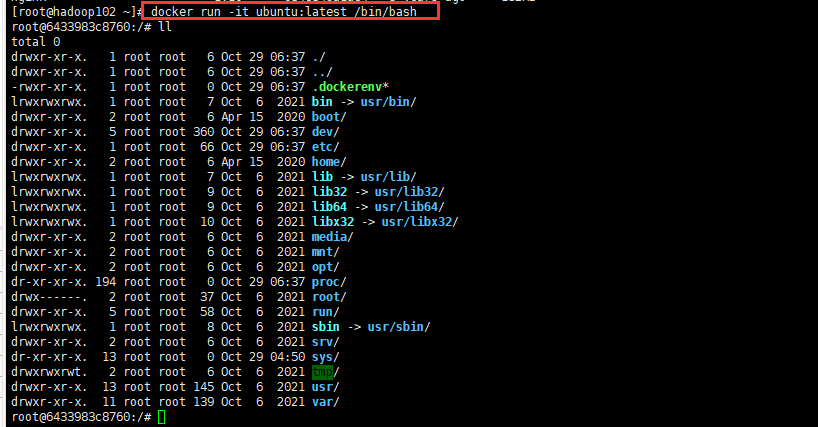 [root@hadoop102 ~]# docker run -it ubuntu:latest /bin/bash
root@6433983c8760:/# ll
total 0
drwxr-xr-x.   1 root root   6 Oct 29 06:37 ./
drwxr-xr-x.   1 root root   6 Oct 29 06:37 ../
-rwxr-xr-x.   1 root root   0 Oct 29 06:37 .dockerenv*
lrwxrwxrwx.   1 root root   7 Oct  6  2021 bin -> usr/bin/
drwxr-xr-x.   2 root root   6 Apr 15  2020 boot/
drwxr-xr-x.   5 root root 360 Oct 29 06:37 dev/
drwxr-xr-x.   1 root root  66 Oct 29 06:37 etc/
drwxr-xr-x.   2 root root   6 Apr 15  2020 home/
lrwxrwxrwx.   1 root root   7 Oct  6  2021 lib -> usr/lib/
lrwxrwxrwx.   1 root root   9 Oct  6  2021 lib32 -> usr/lib32/
lrwxrwxrwx.   1 root root   9 Oct  6  2021 lib64 -> usr/lib64/
lrwxrwxrwx.   1 root root  10 Oct  6  2021 libx32 -> usr/libx32/
drwxr-xr-x.   2 root root   6 Oct  6  2021 media/
drwxr-xr-x.   2 root root   6 Oct  6  2021 mnt/
drwxr-xr-x.   2 root root   6 Oct  6  2021 opt/
dr-xr-xr-x. 194 root root   0 Oct 29 06:37 proc/
drwx------.   2 root root  37 Oct  6  2021 root/
drwxr-xr-x.   5 root root  58 Oct  6  2021 run/
lrwxrwxrwx.   1 root root   8 Oct  6  2021 sbin -> usr/sbin/
drwxr-xr-x.   2 root root   6 Oct  6  2021 srv/
dr-xr-xr-x.  13 root root   0 Oct 29 04:50 sys/
drwxrwxrwt.   2 root root   6 Oct  6  2021 tmp/
drwxr-xr-x.  13 root root 145 Oct  6  2021 usr/
drwxr-xr-x.  11 root root 139 Oct  6  2021 var/
root@6433983c8760:/#